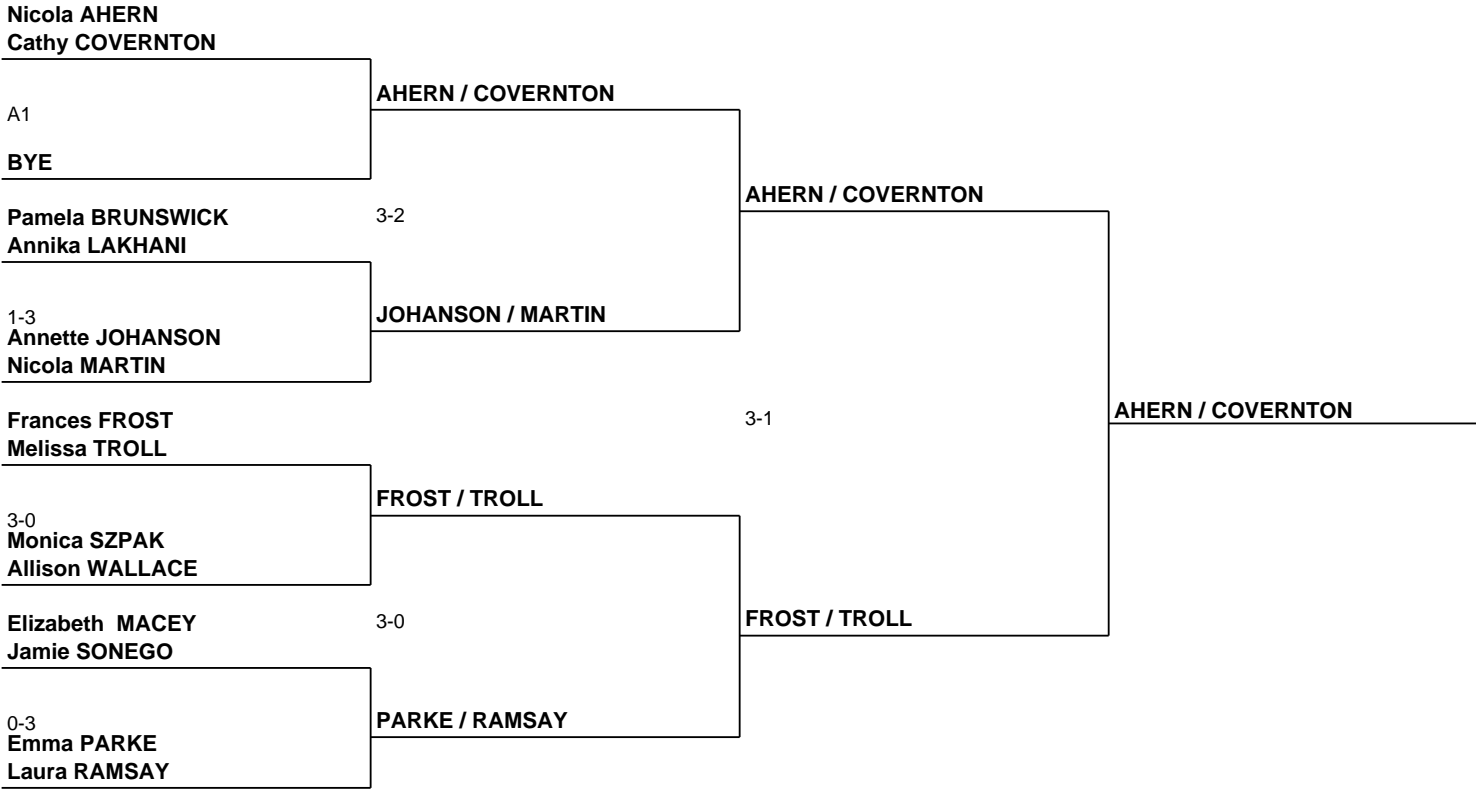 Nicola AHERN
Cathy COVERNTON
AHERN / COVERNTON
A1
BYE
AHERN / COVERNTON
Pamela BRUNSWICK
3-2
Annika LAKHANI
1-3
JOHANSON / MARTIN
Annette JOHANSON
Nicola MARTIN
AHERN / COVERNTON
Frances FROST
3-1
Melissa TROLL
FROST / TROLL
3-0
Monica SZPAK
Allison WALLACE
Elizabeth  MACEY
3-0
FROST / TROLL
Jamie SONEGO
0-3
PARKE / RAMSAY
Emma PARKE
Laura RAMSAY